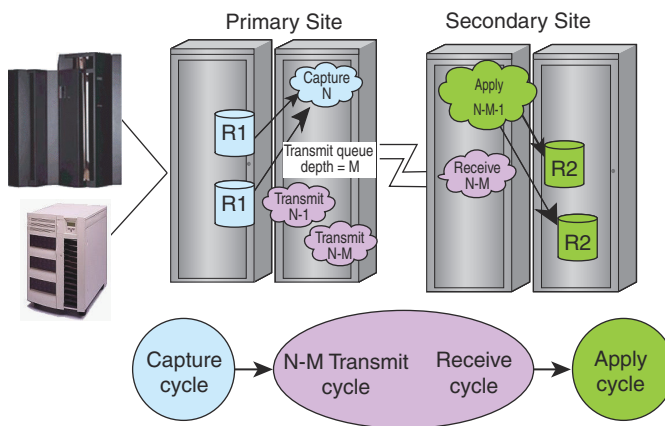 Primary Site
Secondary Site
Capture
N
Apply
N-M-1
R1
Transmit queue
depth = M
Receive
N-M
R2
R1
Transmit
N-1
Transmit
N-M
R2
Capture
cycle
N-M Transmit
cycle
Receive
cycle
Apply
cycle